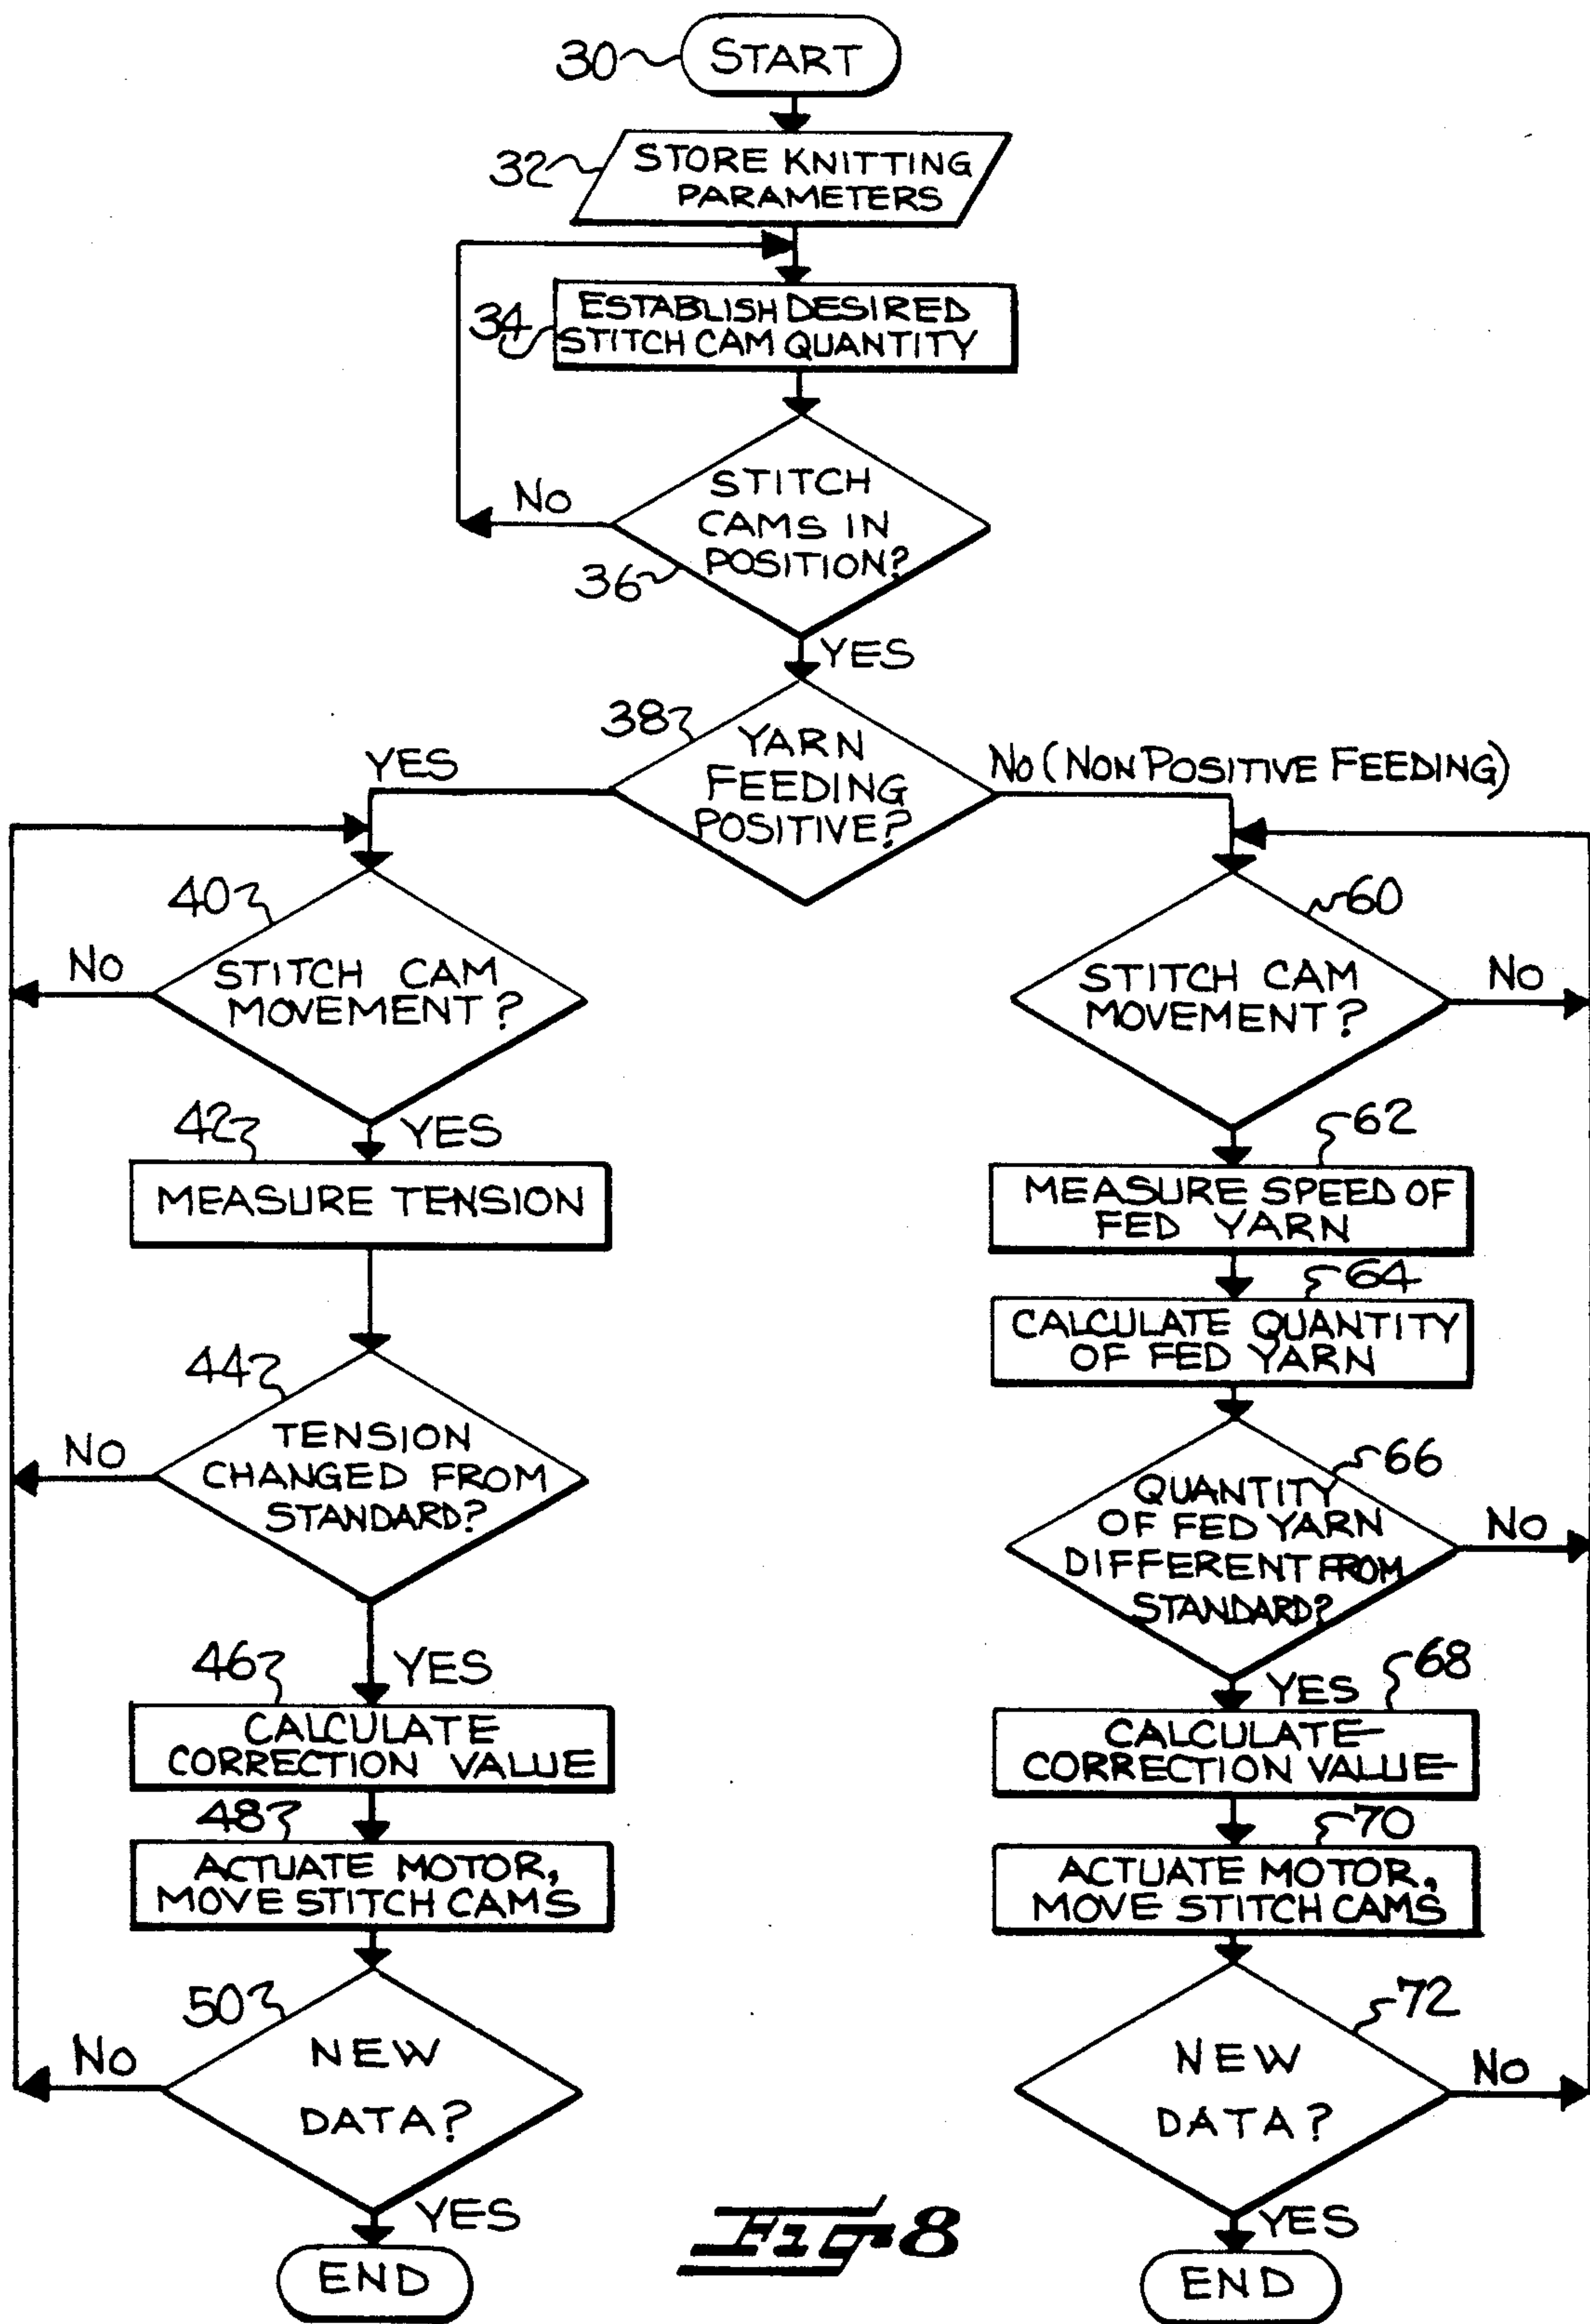 30
START
32
STORE KNITTING
PARAMETERS
34
ESTABLISH DESIRED
STITCH CAM QUANTITY
STITCH
CAMS IN
POSITION?
No
36
YES
38
YARN
FEEDING
POSITIVE?
YES
No (NON POSITIVE FEEDING)
40
STITCH CAM
MOVEMENT?
No
YES
42
MEASURE TENSION
44
TENSION
CHANGED FROM
STANDARD?
No
YES
46
CALCULATE
CORRECTION VALUE
48
ACTUATE MOTOR,
MOVE STITCH CAMS
50
NEW
DATA?
No
YES
END
60
STITCH CAM
MOVEMENT?
No
62
MEASURE SPEED OF
FED YARN
64
CALCULATE QUANTITY
OF FED YARN
66
QUANTITY
OF FED YARN
DIFFERENT FROM
STANDARD?
No
YES
68
CALCULATE
CORRECTION VALUE
70
ACTUATE MOTOR,
MOVE STITCH CAMS
72
NEW
DATA?
No
YES
END
Fig 8